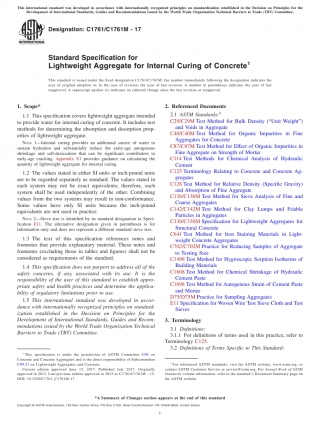 This international standard was developed in accordance with internationally recognized principles on standardization established in the Decision on Principles for the
Development of International Standards, Guides and Recommendations issued by the World Trade Organization Technical Barriers to Trade (TBT) Committee.
Designation: C1761/C1761M − 17
Standard Specification for
Lightweight Aggregate for Internal Curing of Concrete1
This standard is issued under the fixed designation C1761/C1761M; the number immediately following the designation indicates the
year of original adoption or, in the case of revision, the year of last revision. A number in parentheses indicates the year of last
reapproval. A superscript epsilon (ε) indicates an editorial change since the last revision or reapproval.
1. Scope*
1.1 This specification covers lightweight aggregate intended
to provide water for internal curing of concrete. It includes test
methods for determining the absorption and desorption prop-
erties of lightweight aggregate.
NOTE 1—Internal curing provides an additional source of water to
sustain hydration and substantially reduce the early-age autogenous
shrinkage and self-desiccation that can be significant contributors to
early-age cracking. Appendix X1 provides guidance on calculating the
quantity of lightweight aggregate for internal curing.
1.2 The values stated in either SI units or inch-pound units
are to be regarded separately as standard. The values stated in
each system may not be exact equivalents; therefore, each
system shall be used independently of the other. Combining
values from the two systems may result in non-conformance.
Some values have only SI units because the inch-pound
equivalents are not used in practice.
NOTE 2—Sieve size is identified by its standard designation in Speci-
fication E11. The alternative designation given in parentheses is for
information only and does not represent a different standard sieve size.
1.3 The text of this specification references notes and
footnotes that provide explanatory material. These notes and
footnotes (excluding those in tables and figures) shall not be
considered as requirements of the standard.
1.4 This specification does not purport to address all of the
safety concerns, if any, associated with its use. It is the
responsibility of the user of this standard to establish appro-
priate safety and health practices and determine the applica-
bility of regulatory limitations prior to use.
1.5 This international standard was developed in accor-
dance with internationally recognized principles on standard-
ization established in the Decision on Principles for the
Development of International Standards, Guides and Recom-
mendations issued by the World Trade Organization Technical
Barriers to Trade (TBT) Committee.
1 This specification is under the jurisdiction of ASTM Committee C09 on
Concrete and Concrete Aggregates and is the direct responsibility of Subcommittee
C09.21 on Lightweight Aggregates and Concrete.
Current edition approved June 15, 2017. Published July 2017. Originally
approved in 2012. Last previous edition approved in 2015 as C1761/C1761M – 15.
DOI: 10.1520/C1761_C1761M-17.
2. Referenced Documents
2.1 ASTM Standards:2
C29/C29M Test Method for Bulk Density (“Unit Weight”)
and Voids in Aggregate
C40/C40M Test Method for Organic Impurities in Fine
Aggregates for Concrete
C87/C87M Test Method for Effect of Organic Impurities in
Fine Aggregate on Strength of Mortar
C114 Test Methods for Chemical Analysis of Hydraulic
Cement
C125 Terminology Relating to Concrete and Concrete Ag-
gregates
C128 Test Method for Relative Density (Specific Gravity)
and Absorption of Fine Aggregate
C136/C136M Test Method for Sieve Analysis of Fine and
Coarse Aggregates
C142/C142M Test Method for Clay Lumps and Friable
Particles in Aggregates
C330/C330M Specification for Lightweight Aggregates for
Structural Concrete
C641 Test Method for Iron Staining Materials in Light-
weight Concrete Aggregates
C702/C702M Practice for Reducing Samples of Aggregate
to Testing Size
C1498 Test Method for Hygroscopic Sorption Isotherms of
Building Materials
C1608 Test Method for Chemical Shrinkage of Hydraulic
Cement Paste
C1698 Test Method for Autogenous Strain of Cement Paste
and Mortar
D75/D75M Practice for Sampling Aggregates
E11 Specification for Woven Wire Test Sieve Cloth and Test
Sieves
3. Terminology
3.1 Definitions:
3.1.1 For definitions of terms used in this practice, refer to
Terminology C125.
3.2 Definitions of Terms Specific to This Standard:
2 For referenced ASTM standards, visit the ASTM website, www.astm.org, or
contact ASTM Customer Service at service@astm.org. For Annual Book of ASTM
Standards volume information, refer to the standard’s Document Summary page on
the ASTM website.
*A Summary of Changes section appears at the end of this standard
Copyright © ASTM International, 100 Barr Harbor Drive, PO Box C700, West Conshohocken, PA 19428-2959. United States
1